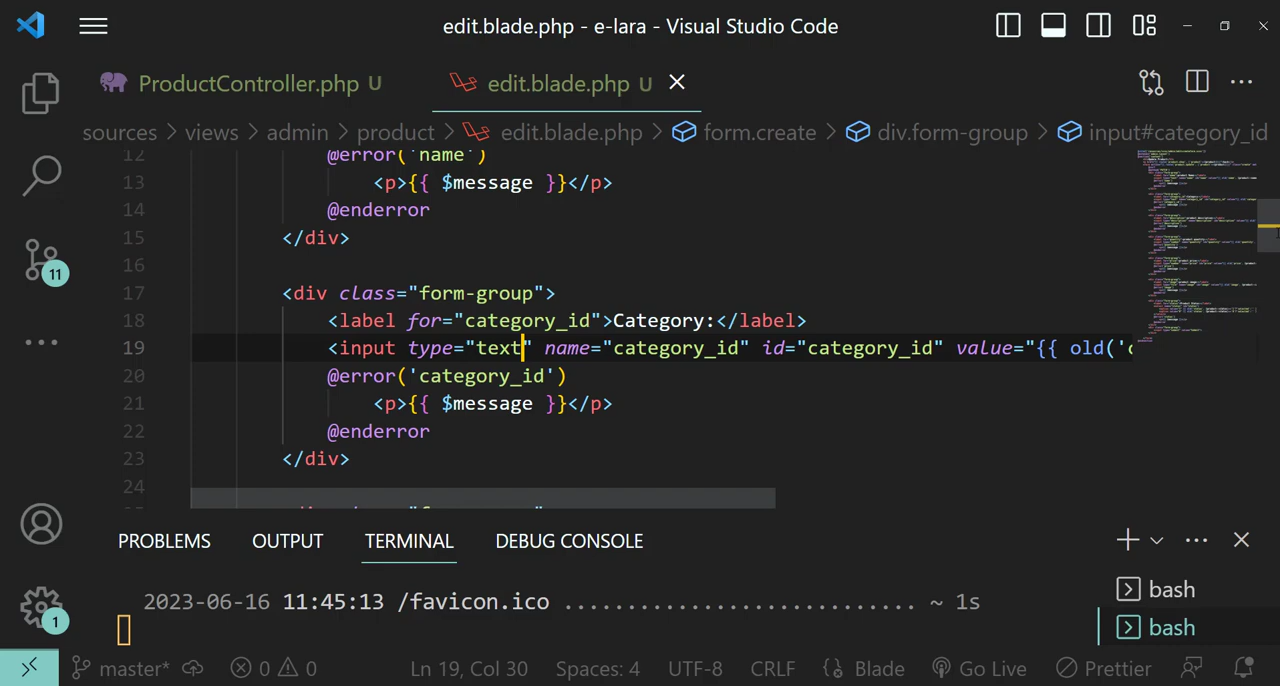 edit.blade.php - e-lara - Visual Studio Code
ProductController.php U
edit.blade.php U
sources > views > admin > product > edit.blade.php > form.create > div.form-group > input#category_id
12 @error('name')
13 <p>{{ $message }}</p>
14 @enderror
15 </div>
16
17 <div class="form-group">
18 <label for="category_id">Category:</label>
19 <input type="text" name="category_id" id="category_id" value="{{ old('c
20 @error('category_id')
21 <p>{{ $message }}</p>
22 @enderror
23 </div>
24
11
PROBLEMS OUTPUT TERMINAL DEBUG CONSOLE
2023-06-16 11:45:13 /favicon.ico ............................ ~ 1s
bash
bash
1
master* 0 0 Ln 19, Col 30 Spaces: 4 UTF-8 CRLF Blade Go Live Prettier